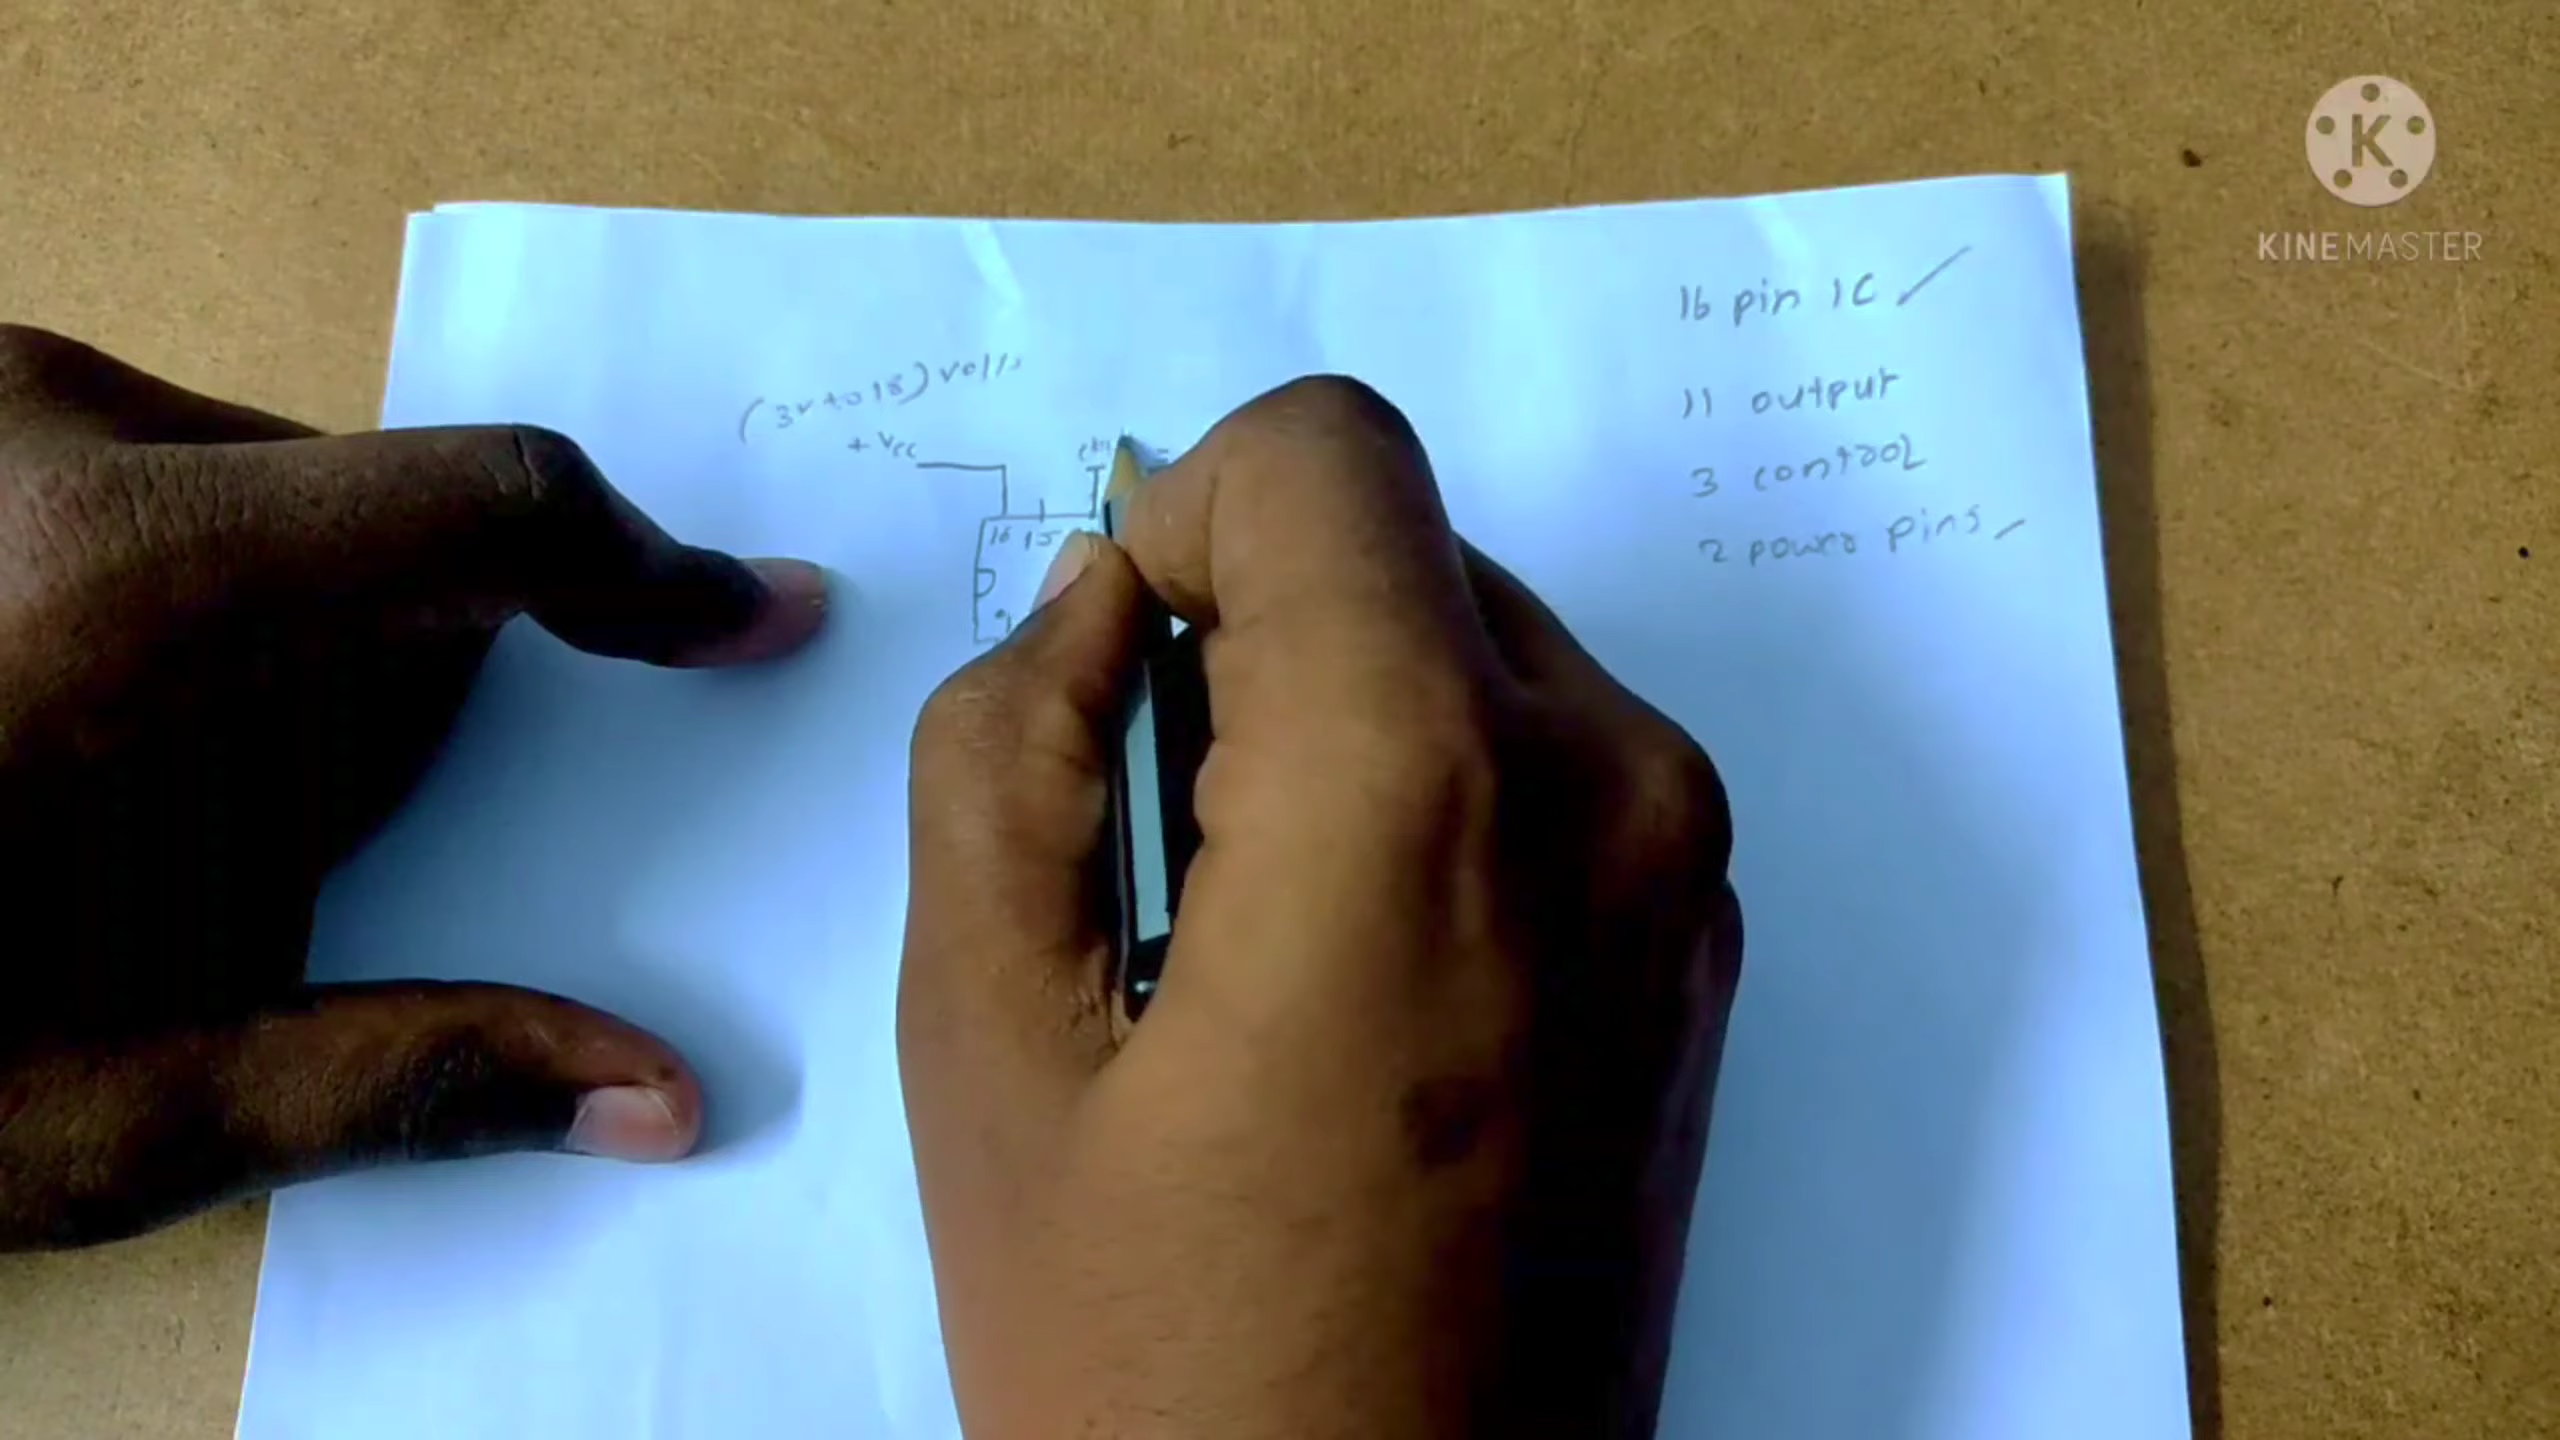 KINEMASTER
16 pin IC
11 output
3 control
2 power pins
(3v to 18) volts
+ Vcc
16 15